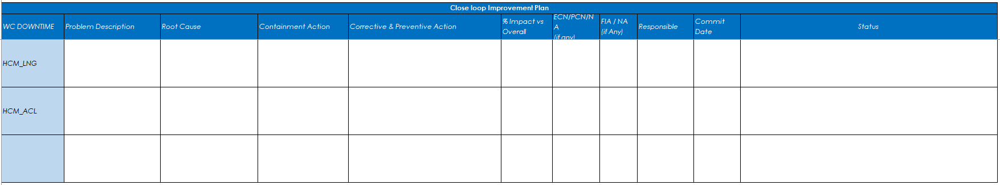 Close loop Improvement Plan
WC DOWNTIME
Problem Description
Root Cause
Containment Action
Corrective & Preventive Action
% Impact vs
Overall
ECN/PCN/N
A
(if any)
FIA / NA
(if Any)
Responsible
Commit
Date
Status
HCM_LNG
HCM_ACL